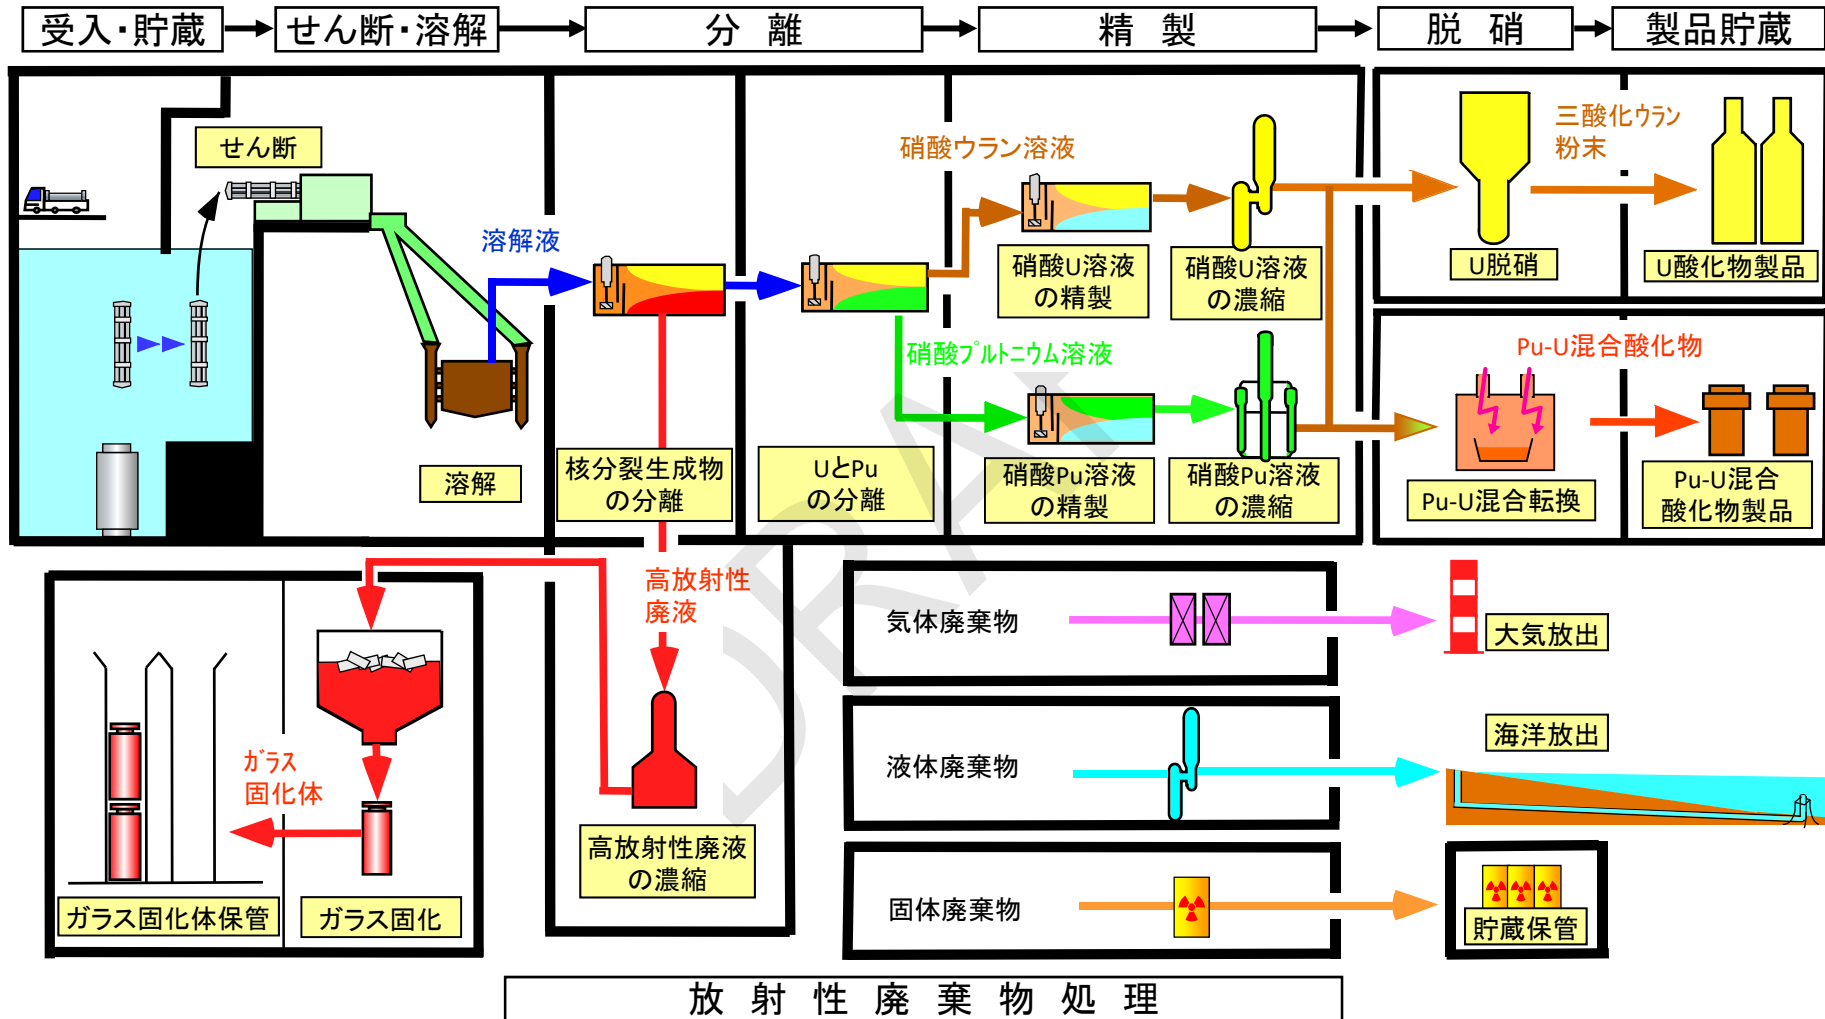 受入・貯蔵
せん断・溶解
分離
精製
脱硝
製品貯蔵
せん断
溶解液
溶解
核分裂生成物
の分離
UとPu
の分離
硝酸ウラン溶液
硝酸U溶液
の精製
硝酸U溶液
の濃縮
硝酸プルトニウム溶液
硝酸Pu溶液
の精製
硝酸Pu溶液
の濃縮
U脱硝
三酸化ウラン
粉末
U酸化物製品
Pu-U混合酸化物
Pu-U混合転換
Pu-U混合
酸化物製品
高放射性
廃液
高放射性廃液
の濃縮
ガラス
固化体
ガラス固化体保管
ガラス固化
気体廃棄物
大気放出
液体廃棄物
海洋放出
固体廃棄物
貯蔵保管
放射性廃棄物処理